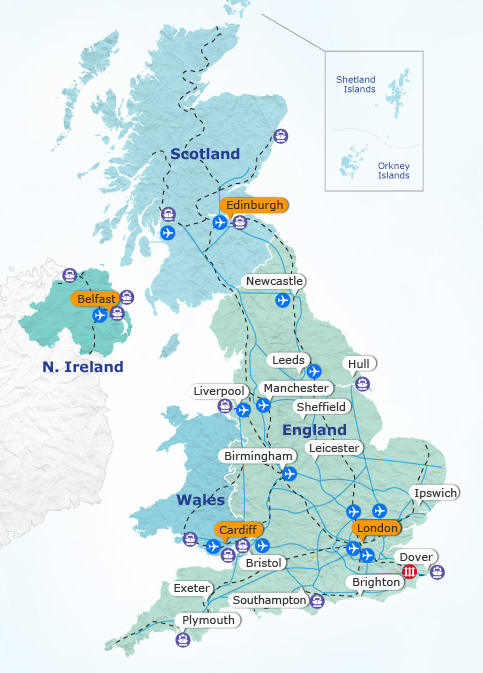 Shetland
Islands
Orkney
Islands
Scotland
Edinburgh
Newcastle
Belfast
N. Ireland
Leeds
Hull
Liverpool
Manchester
Sheffield
England
Leicester
Birmingham
Ipswich
Wales
Cardiff
London
Bristol
Dover
Brighton
Exeter
Southampton
Plymouth